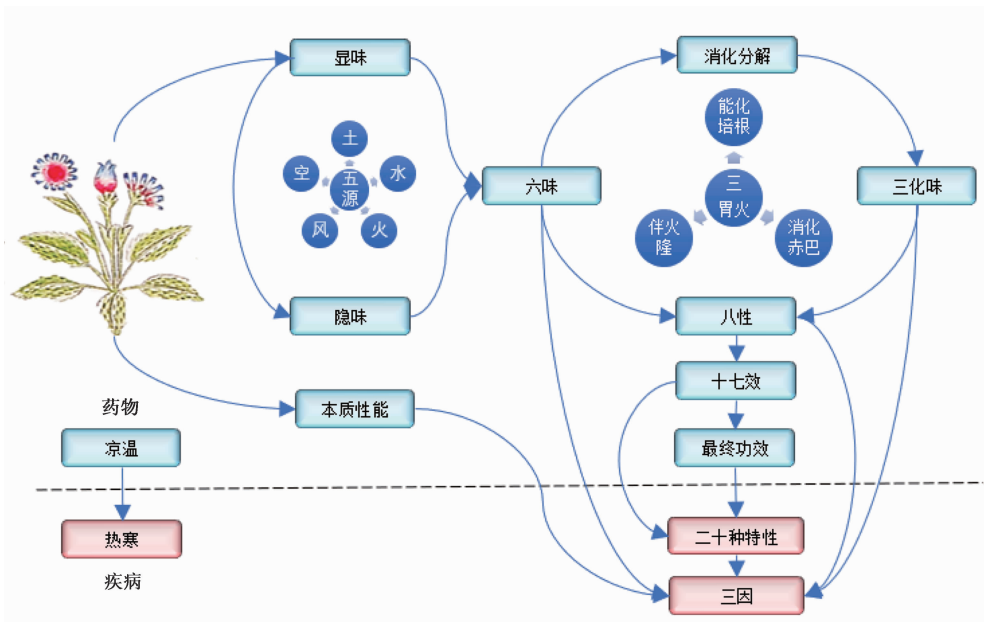 显味
消化分解
能化
培根
土
空
五
源
水
风
火
六味
三
胃火
三化味
伴火
隆
消化
赤巴
隐味
八性
十七效
本质性能
药物
凉温
最终功效
热寒
二十种特性
疾病
三因